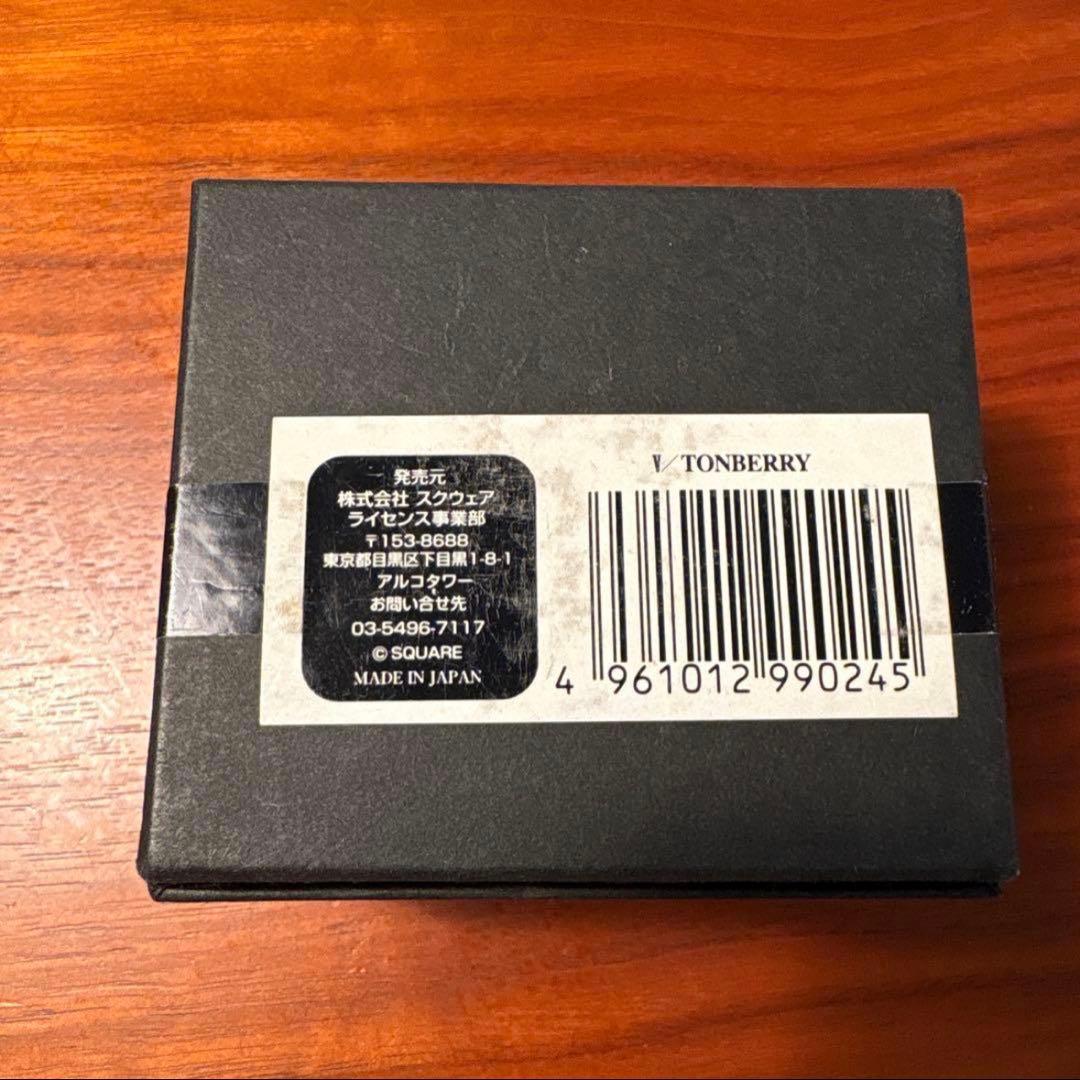 発売元
株式会社 スクウェア
ライセンス事業部
〒153-8688
東京都目黒区下目黒1-8-1
アルコタワー
お問い合せ先
03-5496-7117
© SQUARE
MADE IN JAPAN
V/TONBERRY
4 961012 990245